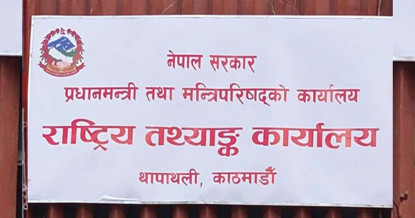 नेपाल सरकार
प्रधानमन्त्री तथा मन्त्रिपरिषद्को कार्यालय
राष्ट्रिय तथ्याङ्क कार्यालय
थापाथली, काठमाडौँ